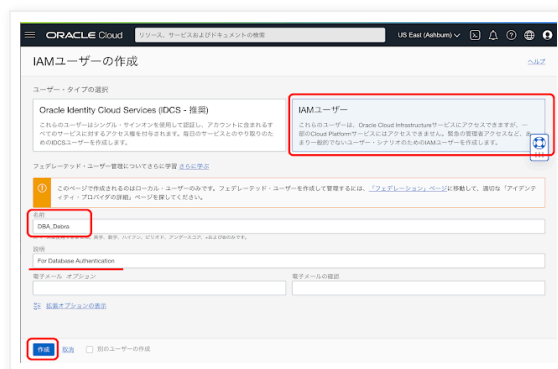 ORACLE Cloud
リソース、サービスおよびドキュメントの検索
US East (Ashburn)
IAMユーザーの作成
ヘルプ
ユーザー・タイプの選択
Oracle Identity Cloud Services (IDCS - 推奨)
これらのユーザーはシングル・サインオンを使用して認証し、アカウントに含まれるす
べてのサービスに対するアクセス権を付与されます。毎日のサービスとのやり取りのた
めのIDCSユーザーを作成します。
IAMユーザー
これらのユーザーは、Oracle Cloud Infrastructureサービスにアクセスできますが、一
部のCloud Platformサービスにはアクセスできません。緊急の管理者アクセスなど、あ
まり一般的でないユーザー・シナリオのためのIAMユーザーを作成します。
フェデレーテッド・ユーザー管理についてさらに学習 さらに学ぶ
このページで作成されるのはローカル・ユーザーのみです。フェデレーテッド・ユーザーを作成して管理するには、「フェデレーション」ページに移動して、適切な「アイデンテ
ィティ・プロバイダの詳細」ページを探してください。
名前
DBA_Debra
説明
For Database Authentication
電子メール オプション
電子メールの確認
拡張オプションの表示
作成
取消
別のユーザーの作成